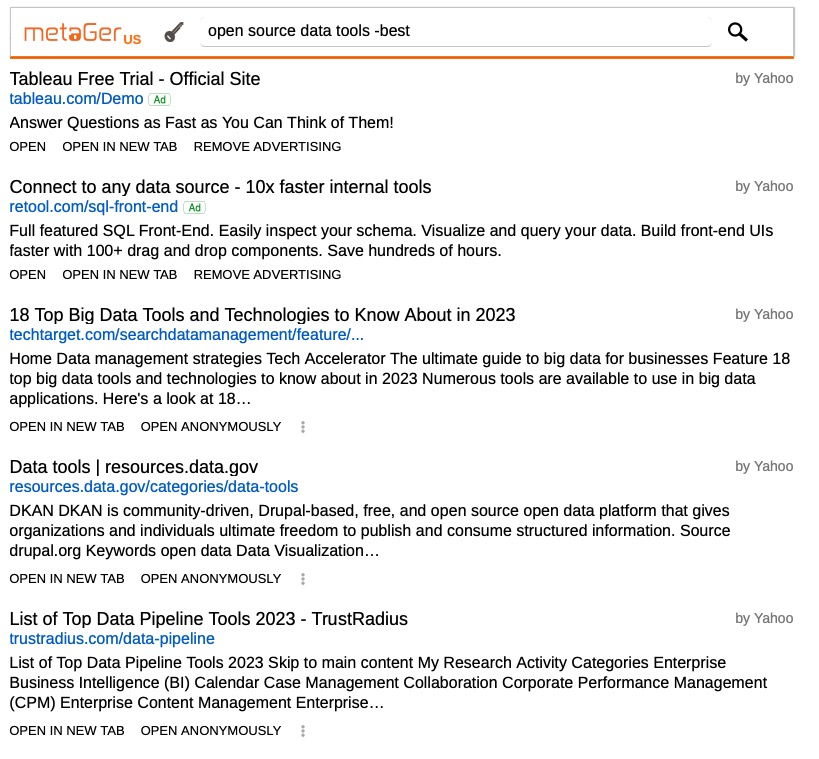 metaGer US
open source data tools -best
Tableau Free Trial - Official Site
by Yahoo
tableau.com/Demo Ad
Answer Questions as Fast as You Can Think of Them!
OPEN OPEN IN NEW TAB REMOVE ADVERTISING
Connect to any data source - 10x faster internal tools
by Yahoo
retool.com/sql-front-end Ad
Full featured SQL Front-End. Easily inspect your schema. Visualize and query your data. Build front-end UIs
faster with 100+ drag and drop components. Save hundreds of hours.
OPEN OPEN IN NEW TAB REMOVE ADVERTISING
18 Top Big Data Tools and Technologies to Know About in 2023
by Yahoo
techtarget.com/searchdatamanagement/feature/...
Home Data management strategies Tech Accelerator The ultimate guide to big data for businesses Feature 18
top big data tools and technologies to know about in 2023 Numerous tools are available to use in big data
applications. Here's a look at 18…
OPEN IN NEW TAB OPEN ANONYMOUSLY
Data tools | resources.data.gov
by Yahoo
resources.data.gov/categories/data-tools
DKAN DKAN is community-driven, Drupal-based, free, and open source open data platform that gives
organizations and individuals ultimate freedom to publish and consume structured information. Source
drupal.org Keywords open data Data Visualization…
OPEN IN NEW TAB OPEN ANONYMOUSLY
List of Top Data Pipeline Tools 2023 - TrustRadius
by Yahoo
trustradius.com/data-pipeline
List of Top Data Pipeline Tools 2023 Skip to main content My Research Activity Categories Enterprise
Business Intelligence (BI) Calendar Case Management Collaboration Corporate Performance Management
(CPM) Enterprise Content Management Enterprise…
OPEN IN NEW TAB OPEN ANONYMOUSLY